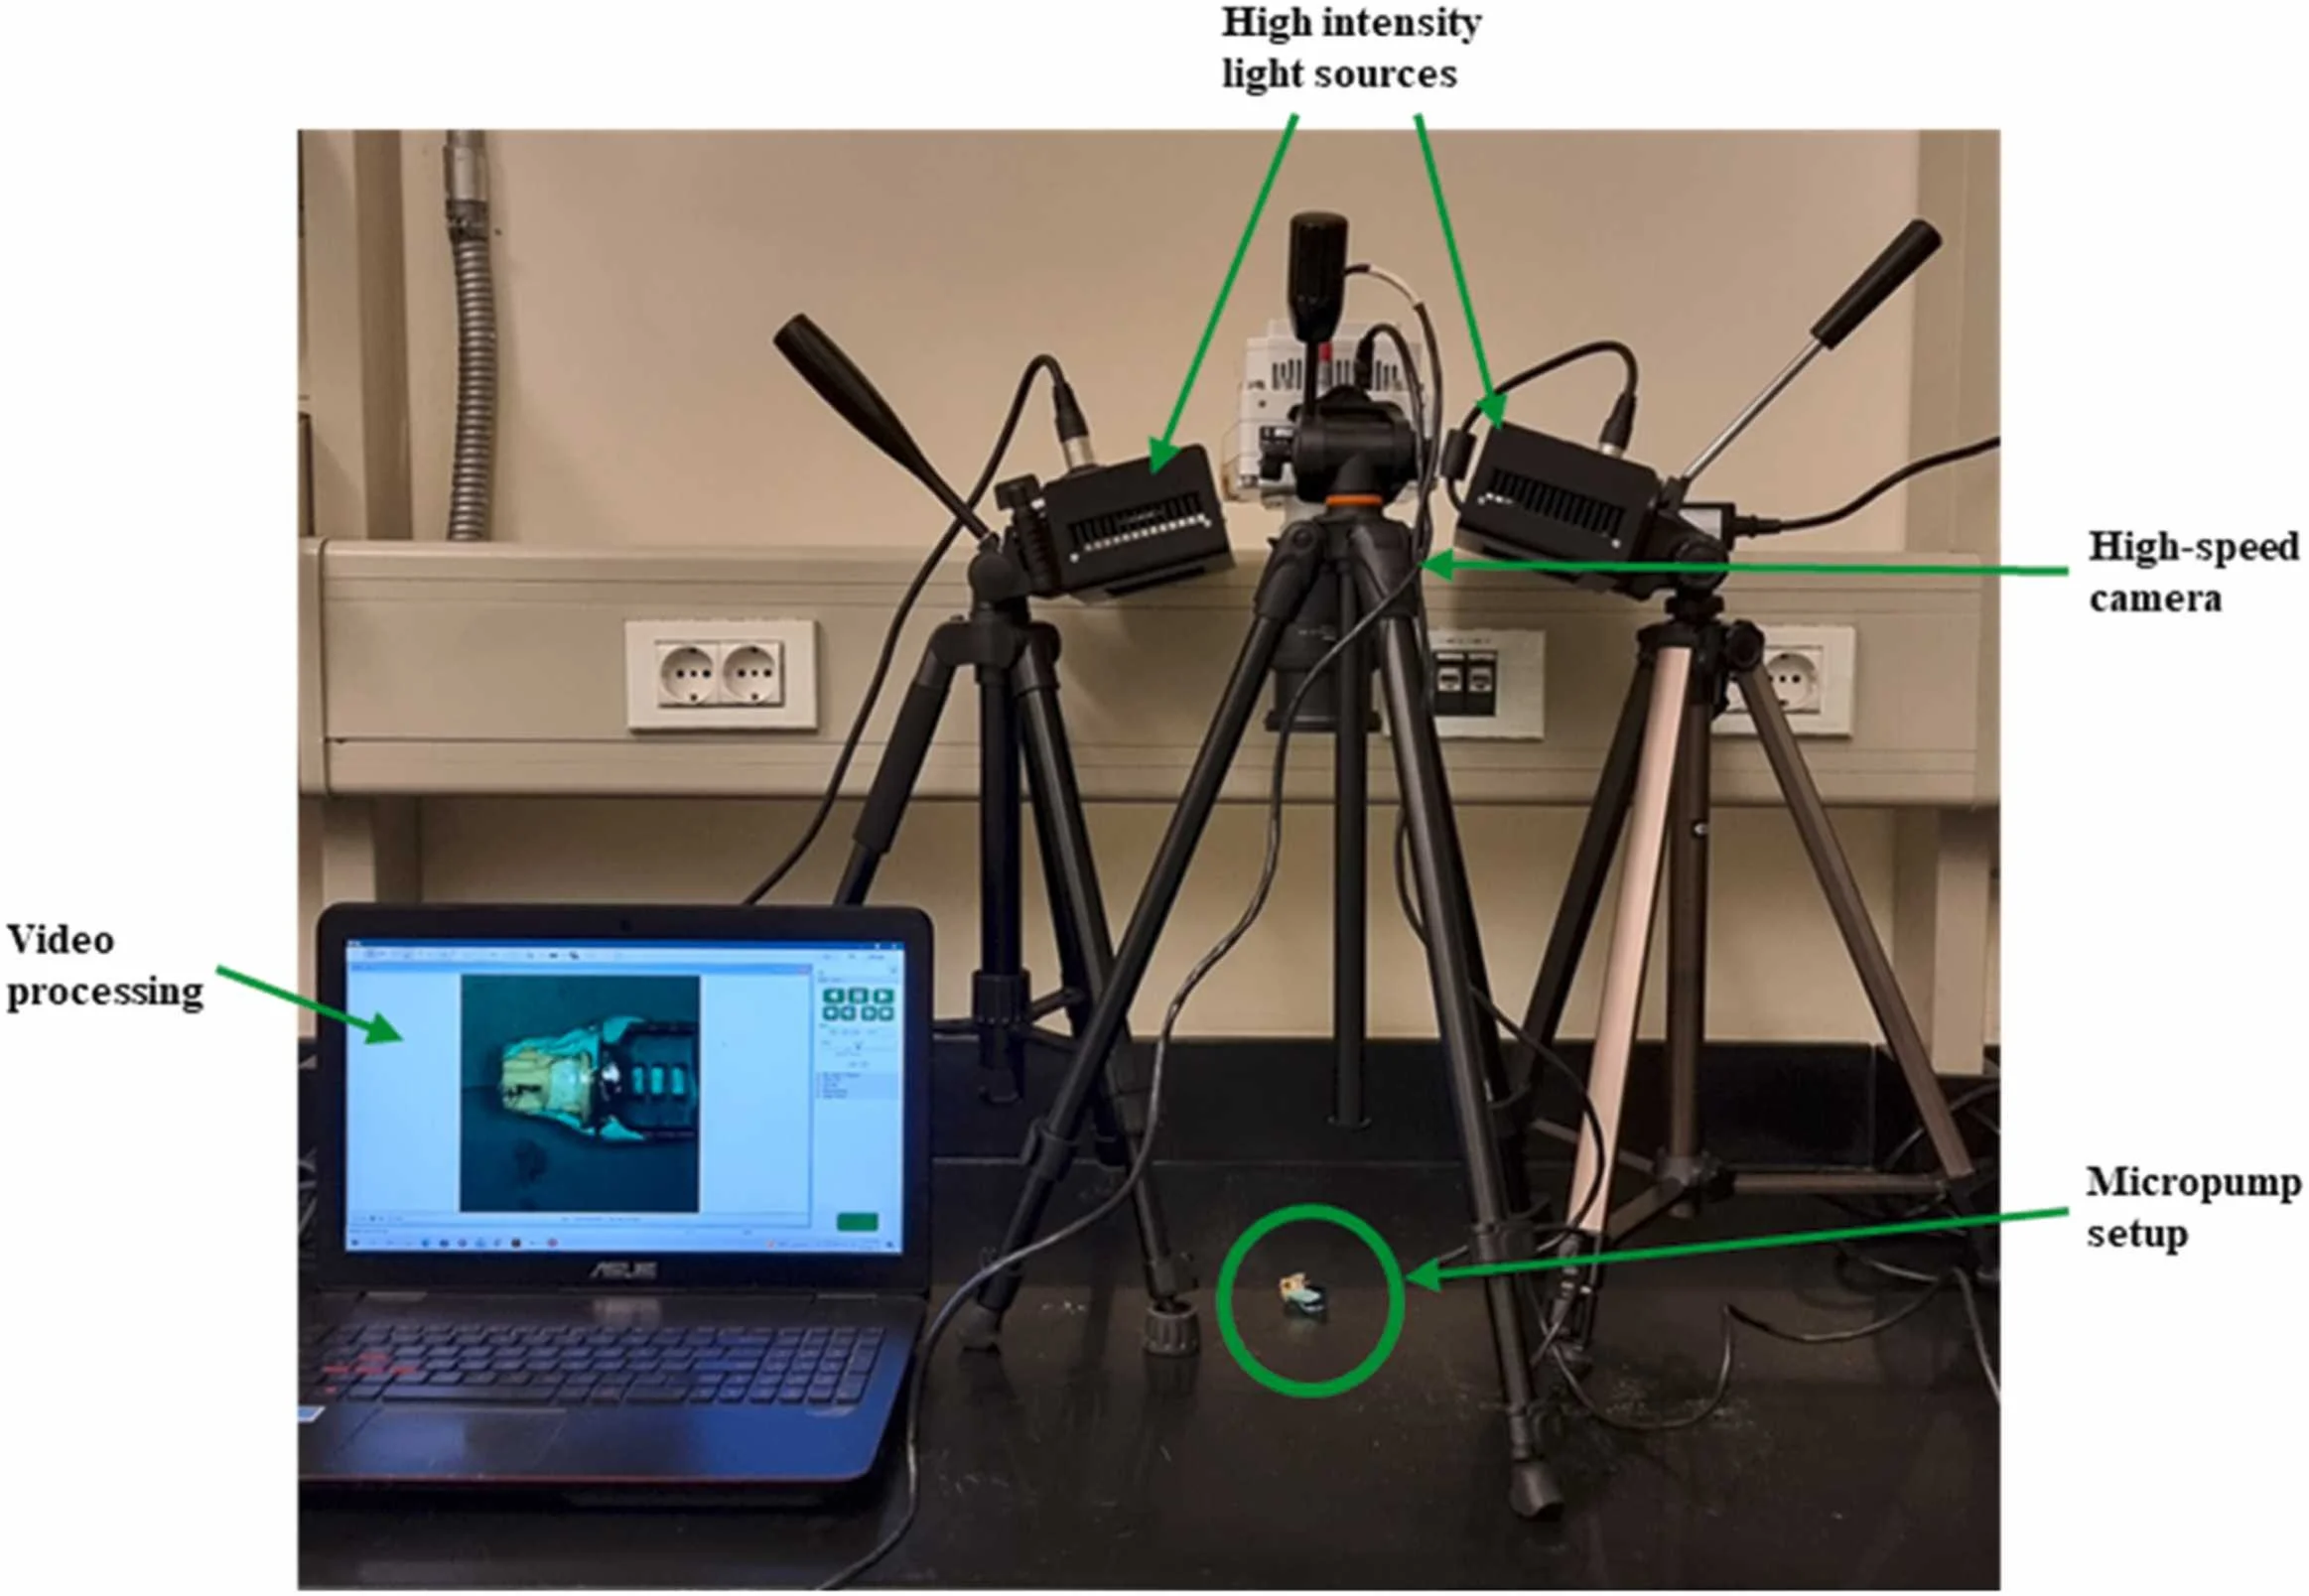 High intensity
light sources
High-speed
camera
Video
processing
Micropump
setup
ASUS